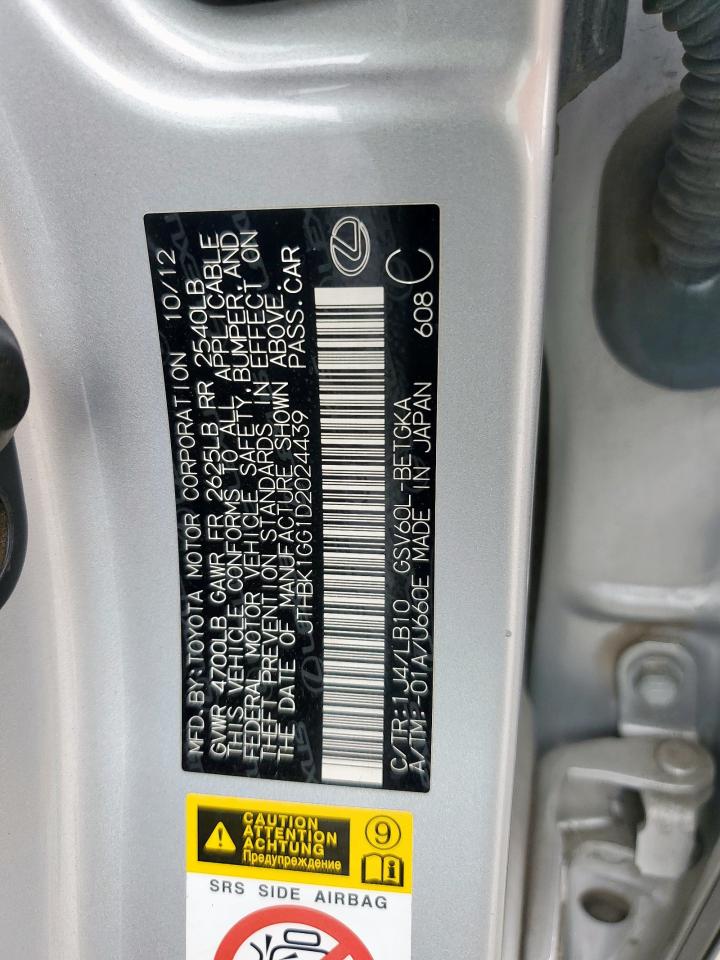 MFD.BY:TOYOTA MOTOR CORPORATION 10/12
GVWR 4700LB GAWR FR 2625LB RR 2540LB
THIS VEHICLE CONFORMS TO ALL APPLICABLE
FEDERAL MOTOR VEHICLE SAFETY,BUMPER,AND
THEFT PREVENTION STANDARDS IN EFFECT ON
THE DATE OF MANUFACTURE SHOWN ABOVE.
JTHBK1GG1D2024439 PASS.CAR
C/TR:1J4/LB10 GSV60L-BETGKA
A/TM:-01A/U660E MADE IN JAPAN 608 C
CAUTION
ATTENTION
ACHTUNG
Предупреждение
9
SRS SIDE AIRBAG